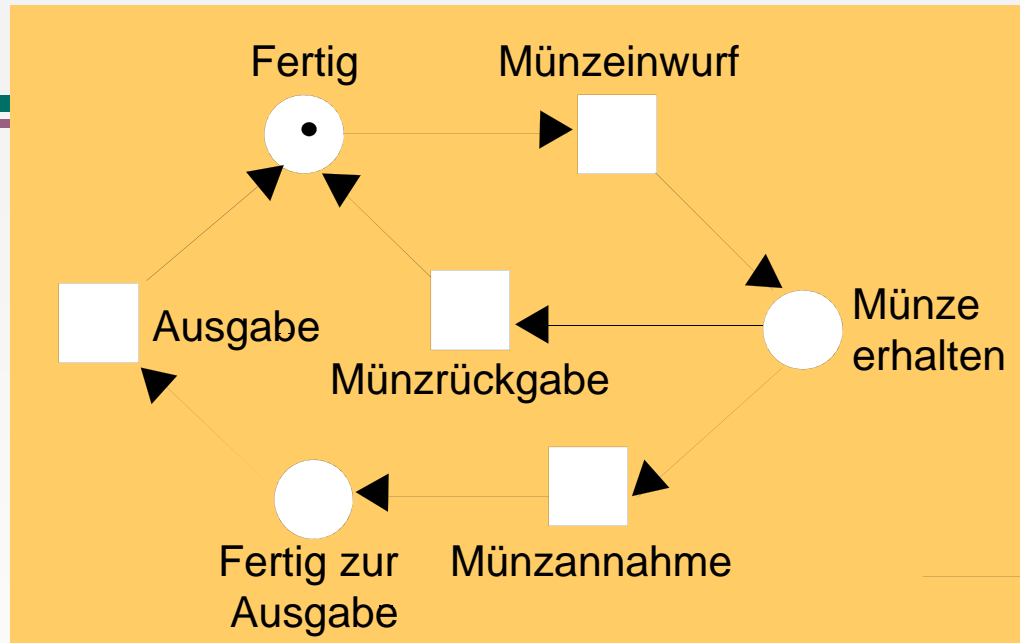 Fertig
Münzeinwurf
Ausgabe
Münze
erhalten
Münzrückgabe
Fertig zur
Ausgabe
Münzannahme